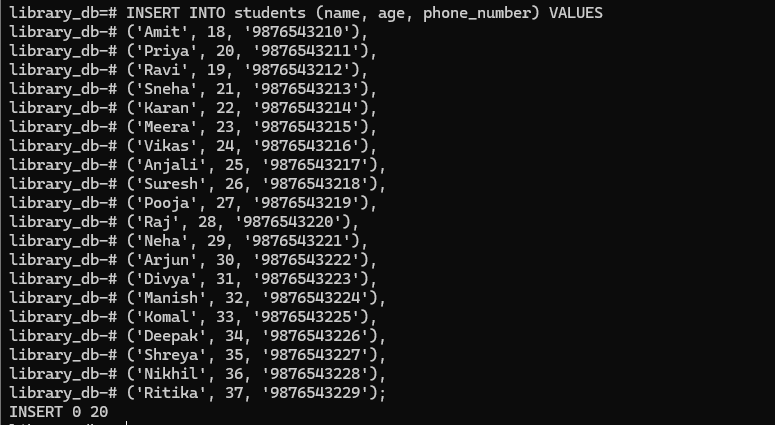 library_db=# INSERT INTO students (name, age, phone_number) VALUES
library_db-# ('Amit', 18, '9876543210'),
library_db-# ('Priya', 20, '9876543211'),
library_db-# ('Ravi', 19, '9876543212'),
library_db-# ('Sneha', 21, '9876543213'),
library_db-# ('Karan', 22, '9876543214'),
library_db-# ('Meera', 23, '9876543215'),
library_db-# ('Vikas', 24, '9876543216'),
library_db-# ('Anjali', 25, '9876543217'),
library_db-# ('Suresh', 26, '9876543218'),
library_db-# ('Pooja', 27, '9876543219'),
library_db-# ('Raj', 28, '9876543220'),
library_db-# ('Neha', 29, '9876543221'),
library_db-# ('Arjun', 30, '9876543222'),
library_db-# ('Divya', 31, '9876543223'),
library_db-# ('Manish', 32, '9876543224'),
library_db-# ('Komal', 33, '9876543225'),
library_db-# ('Deepak', 34, '9876543226'),
library_db-# ('Shreya', 35, '9876543227'),
library_db-# ('Nikhil', 36, '9876543228'),
library_db-# ('Ritika', 37, '9876543229');
INSERT 0 20